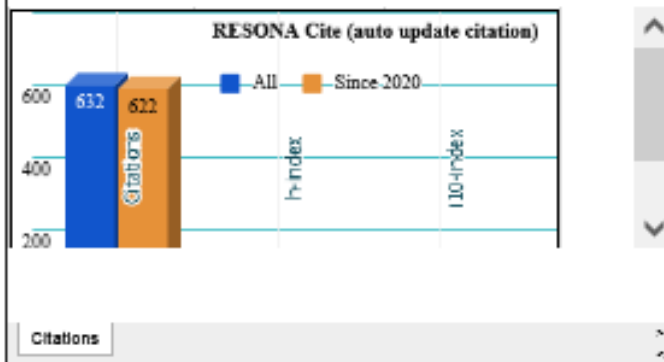 RESONA Cite (auto update citation)
All
Since 2020
600
632
622
400
200
Citations
h-index
i10-index
Citations